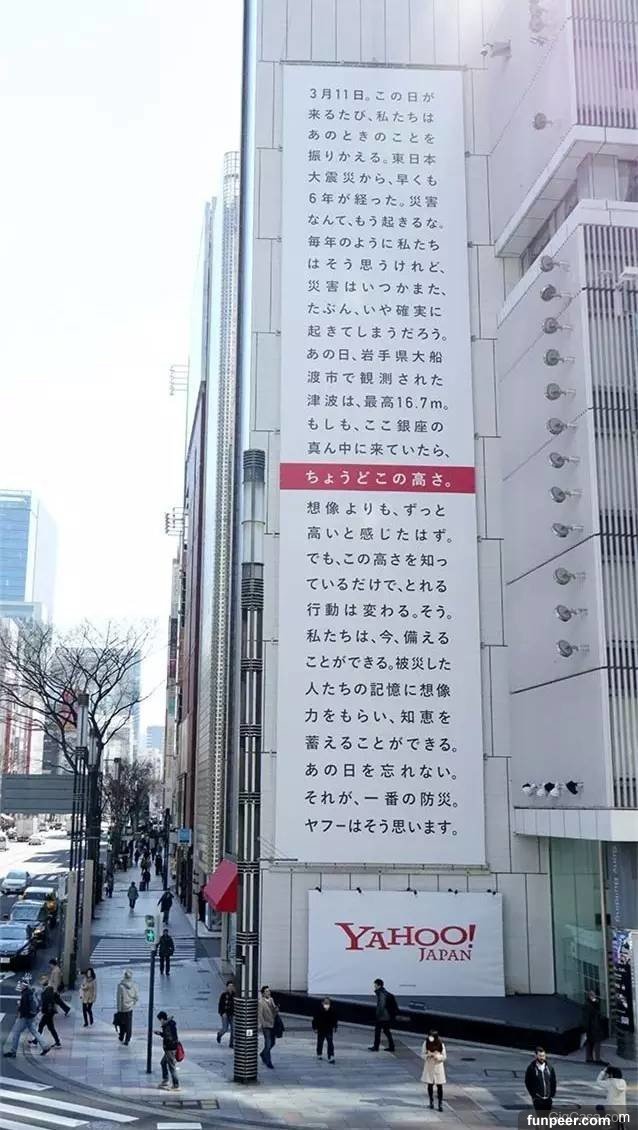 3月11日。この日が
来るたび、私たちは
あのときのことを
振りかえる。東日本
大震災から、早くも
6年が経った。災害
なんて、もう起きるな。
毎年のように私たち
はそう思うけれど、
災害はいつかまた、
たぶん、いや確実に
起きてしまうだろう。
あの日、岩手県大船
渡市で観測された
津波は、最高16.7m。
もしも、ここ銀座の
真ん中に来ていたら、
ちょうどこの高さ。
想像よりも、ずっと
高いと感じたはず。
でも、この高さを知っ
ているだけで、とれる
行動は変わる。そう。
私たちは、今、備える
ことができる。被災した
人たちの記憶に想像
力をもらい、知恵を
蓄えることができる。
あの日を忘れない。
それが、一番の防災。
ヤフーはそう思います。
YAHOO!
JAPAN
GigCasa.com
funpeer.com